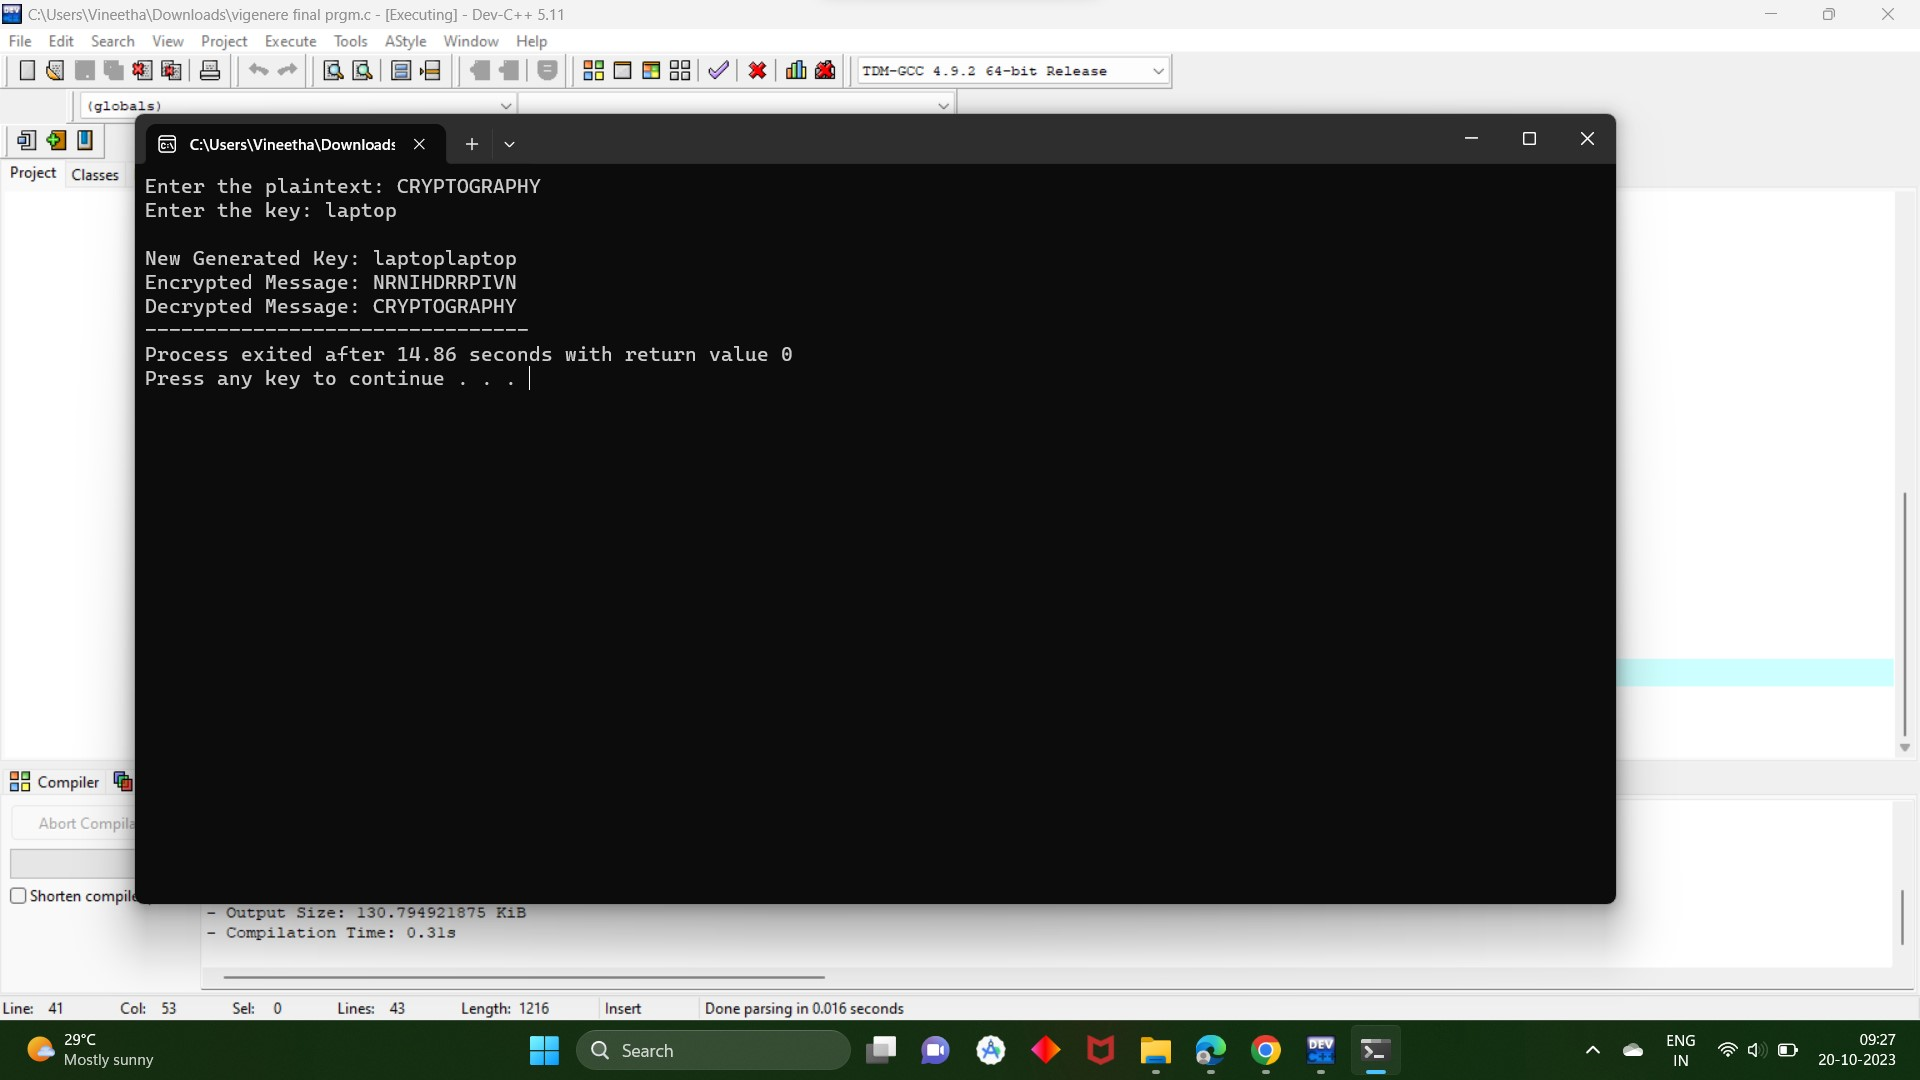 C:\Users\Vineetha\Downloads\vigenere final prgm.c - [Executing] - Dev-C++ 5.11
File Edit Search View Project Execute Tools AStyle Window Help
TDM-GCC 4.9.2 64-bit Release
(globals)
C:\Users\Vineetha\Downloads
Project Classes
Enter the plaintext: CRYPTOGRAPHY
Enter the key: laptop
New Generated Key: laptoplaptop
Encrypted Message: NRNIHDRRPIVN
Decrypted Message: CRYPTOGRAPHY
--------------------------------
Process exited after 14.86 seconds with return value 0
Press any key to continue . . .
Compiler
Abort Compila
Shorten compile
- Output Size: 130.794921875 KiB
- Compilation Time: 0.31s
Line: 41 Col: 53 Sel: 0 Lines: 43 Length: 1216 Insert Done parsing in 0.016 seconds
29°C
Mostly sunny
Search
DEV
ENG
IN
09:27
20-10-2023